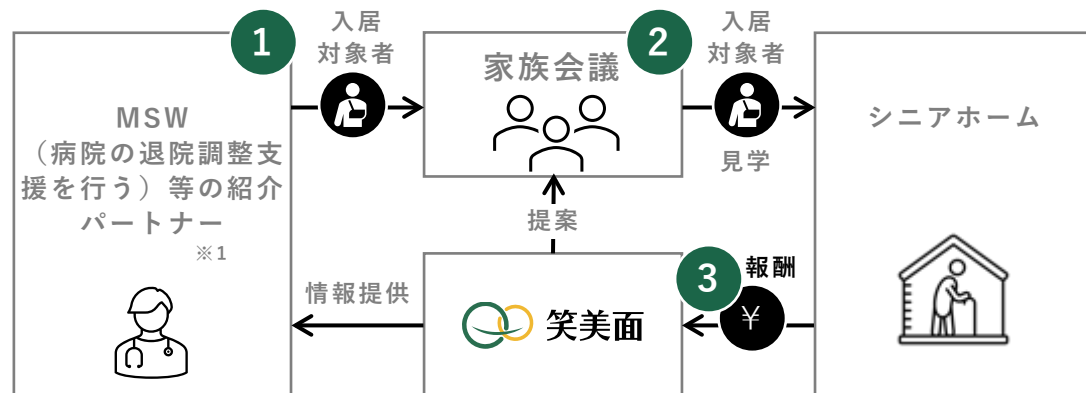 1
入居
対象者
2
入居
対象者
家族会議
MSW
（病院の退院調整支
援を行う）等の紹介
パートナー
※1
シニアホーム
見学
提案
情報提供
笑美面
3
報酬
￥